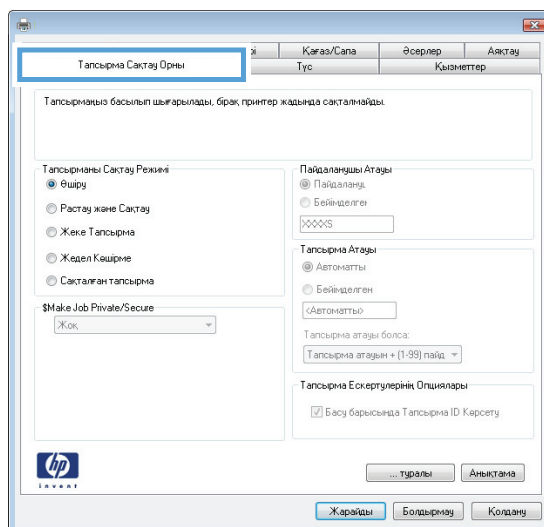 Қағаз/Сапа
Әсерлер
Аяқтау
Тапсырма Сақтау Орны
Түс
Қызметтер
Тапсырмаңыз басылып шығарылады, бірақ принтер жадында сақталмайды.
Тапсырманы Сақтау Режимі
Өшіру
Растау және Сақтау
Жеке Тапсырма
Жедел Көшірме
Сақталған тапсырма
$Make Job Private/Secure
Жоқ
Пайдаланушы Атауы
Бейімделген
XXXXS
Тапсырма Атауы
Автоматты
Бейімделген
<Автоматты>
Тапсырма атауы болса:
Тапсырма атауын + (1-99) пайд
Тапсырма Ескертулерінің Опциялары
Басу барысында Тапсырма ID Көрсету
hp
invent
... туралы
Анықтама
Жарайды
Болдырмау
Қолдану